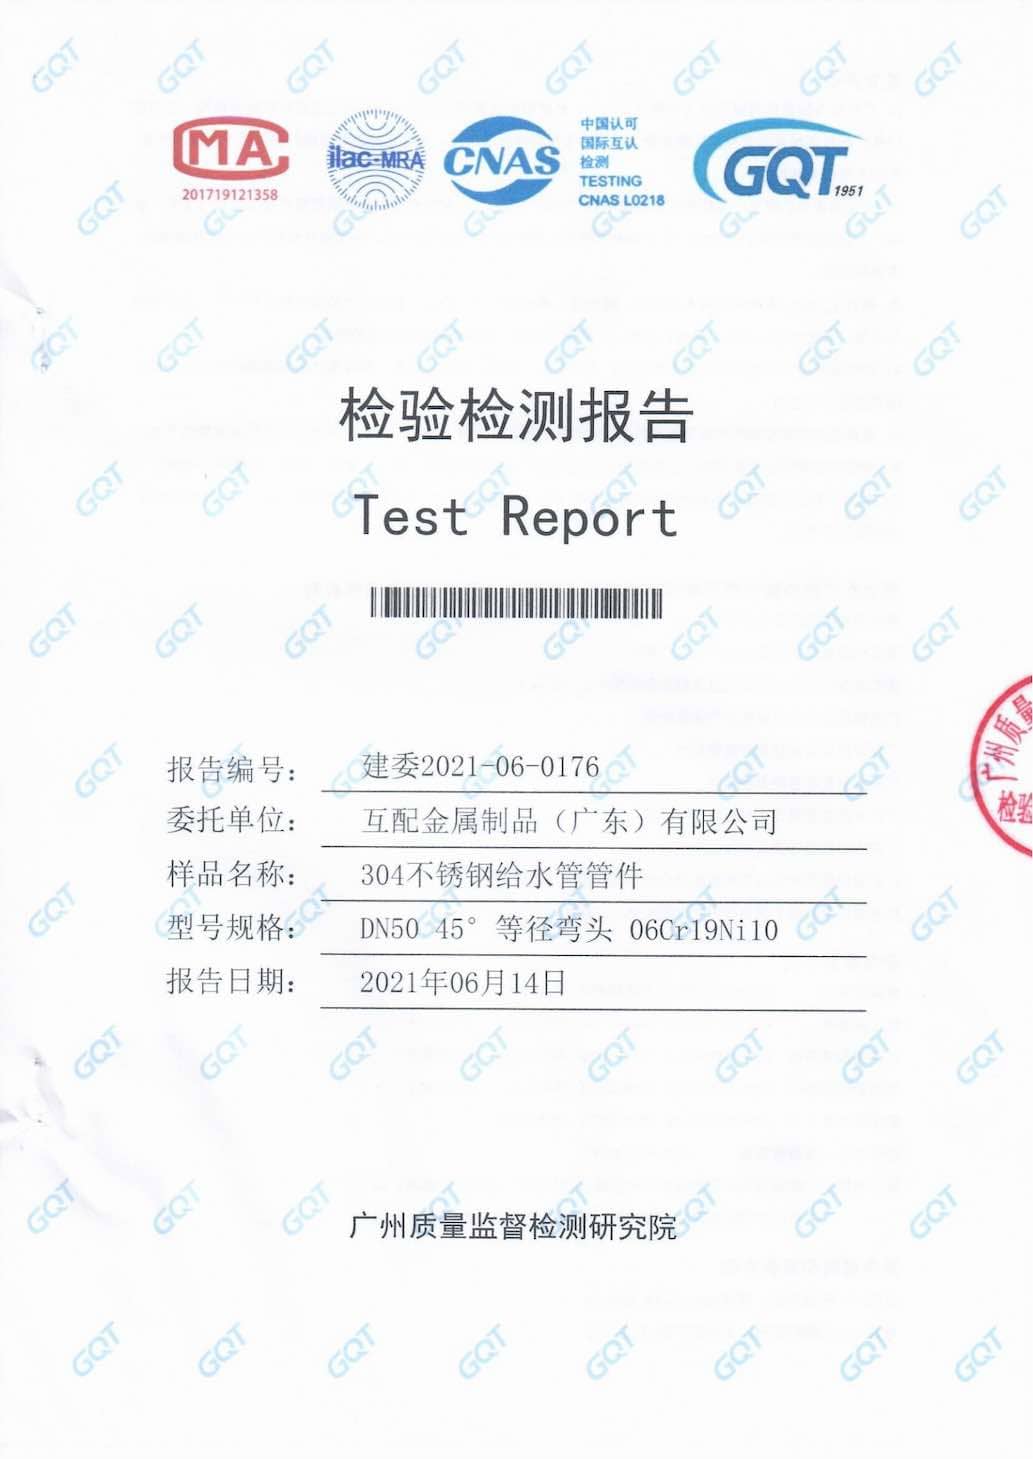 MA
201719121358
ilac-MRA
CNAS
中国认可
国际互认
检测
TESTING
CNAS L0218
GQT
1951
检验检测报告
Test Report
报告编号： 建委2021-06-0176
委托单位： 互配金属制品（广东）有限公司
样品名称： 304不锈钢给水管管件
型号规格： DN50 45° 等径弯头 06Cr19Ni10
报告日期： 2021年06月14日
广州质量
检验
广州质量监督检测研究院